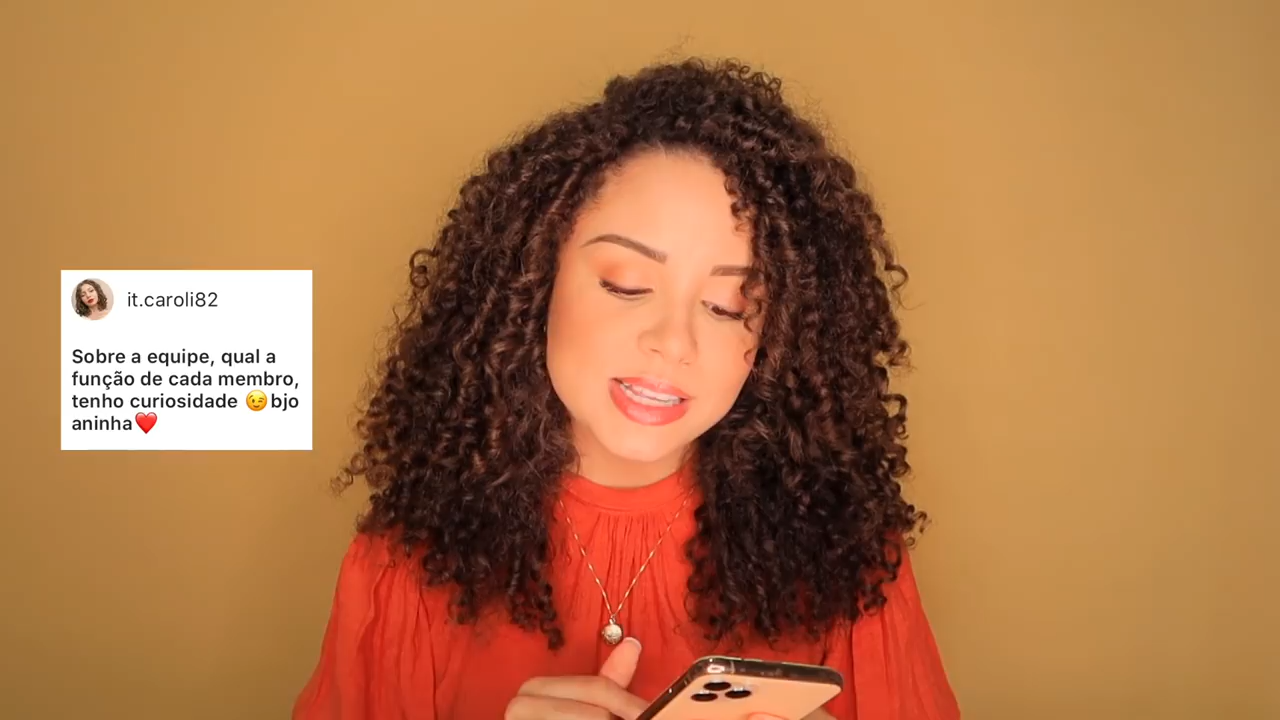 it.caroli82
Sobre a equipe, qual a
função de cada membro,
tenho curiosidade 😉bjo
aninha❤️